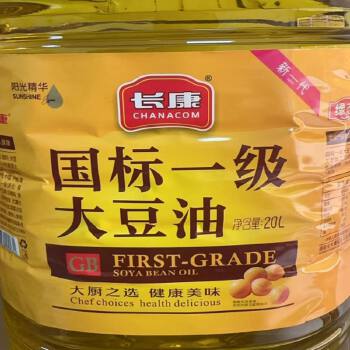 阳光精华
SUNSHINE
新一代
长康
CHANACOM
国标一级
大豆油
净含量:20L
GB
FIRST-GRADE
SOYA BEAN OIL
大厨之选 健康美味
Chef choices health delicious